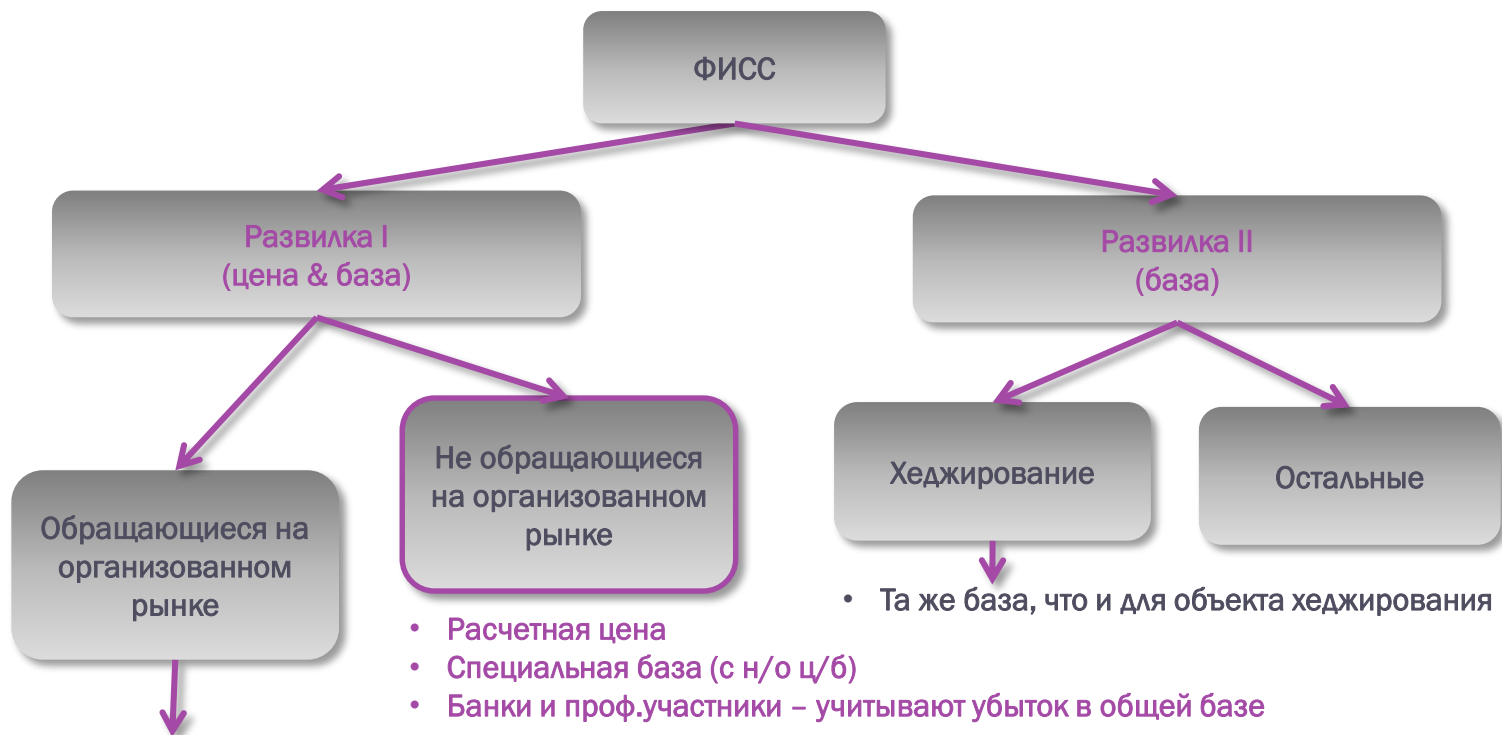 ФИСС
Развилка I
(цена & база)
Развилка II
(база)
Обращающиеся на
организованном
рынке
Не обращающиеся
на организованном
рынке
Хеджирование
Остальные
• Та же база, что и для объекта хеджирования
• Расчетная цена
• Специальная база (с н/о ц/б)
• Банки и проф.участники – учитывают убыток в общей базе